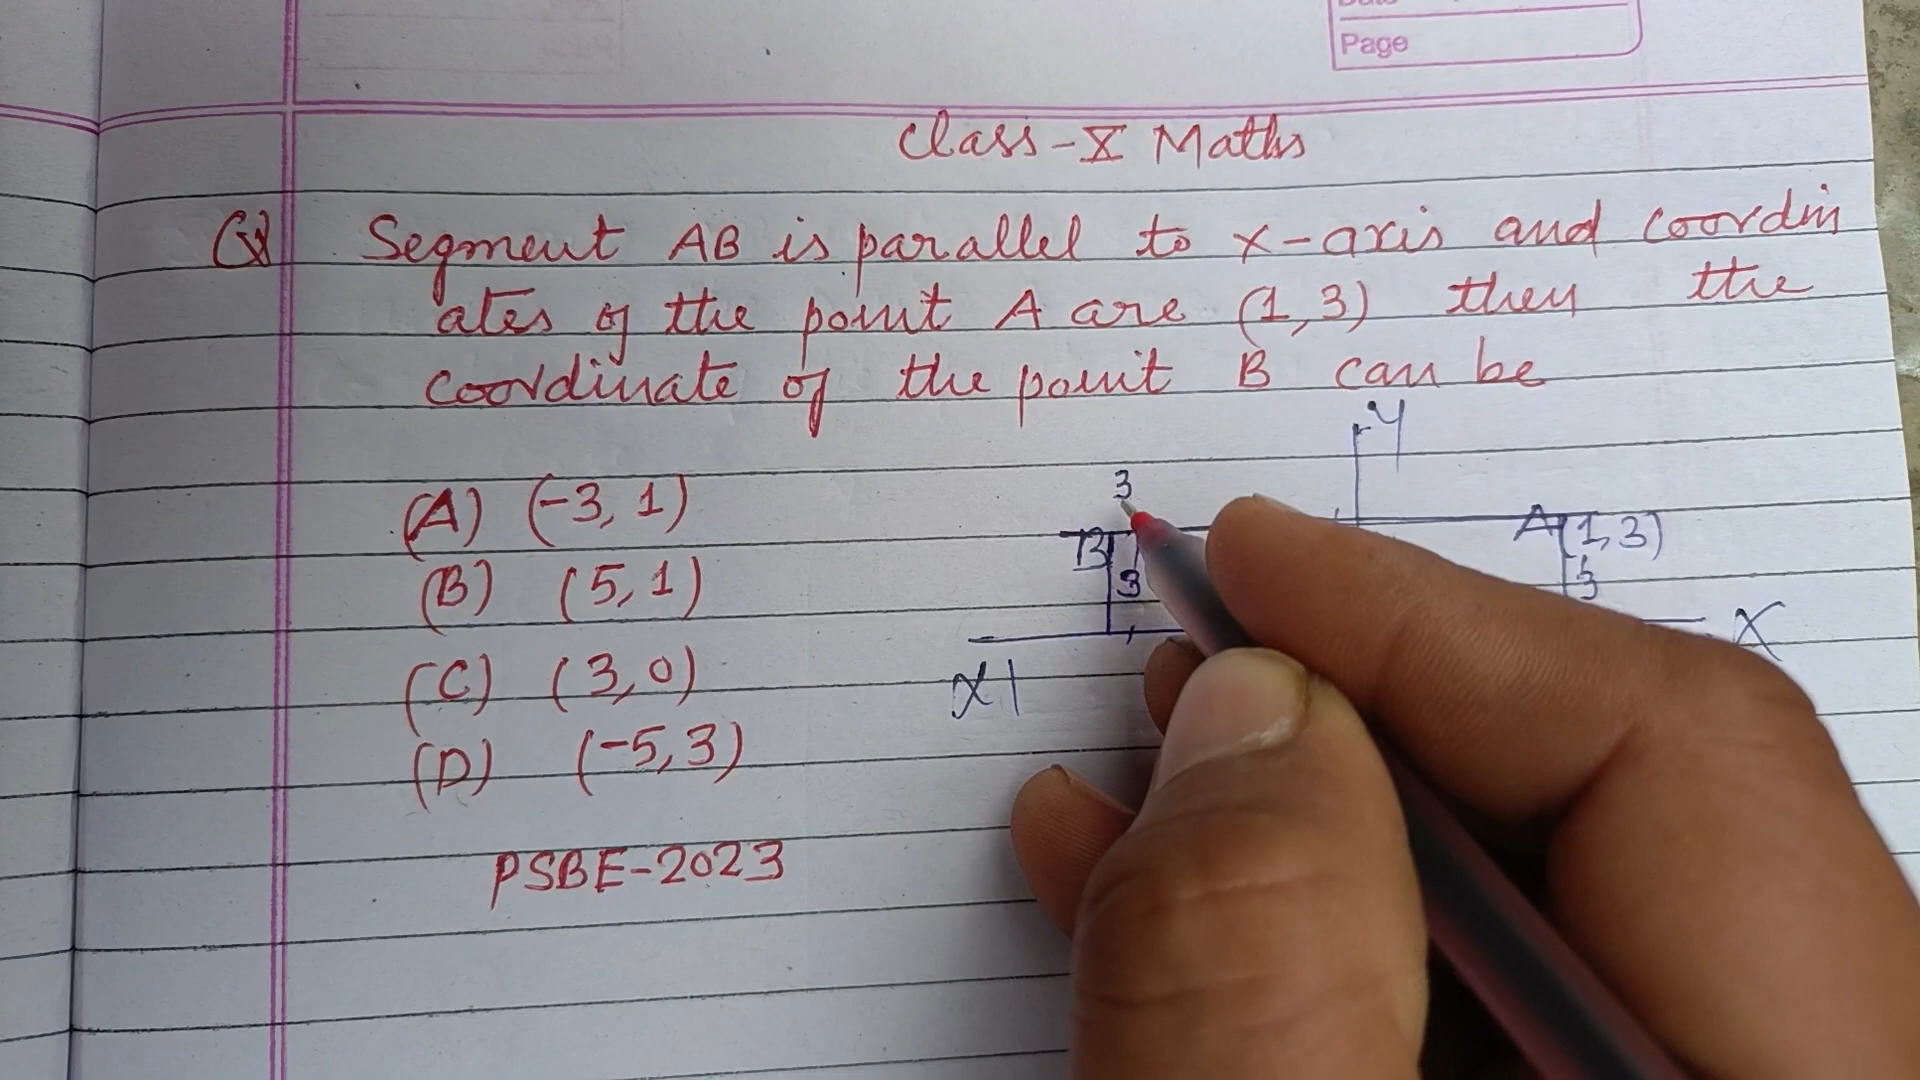 Page
Class-X Maths
Q Segment AB is parallel to X-axis and coordin
ates of the point A are (1,3) then the
coordinate of the point B can be
(A) (-3, 1)
(B) (5, 1)
(C) (3, 0)
(D) (-5, 3)
PSBE-2023
Y
3
B
3
A(1,3)
3
X
X1